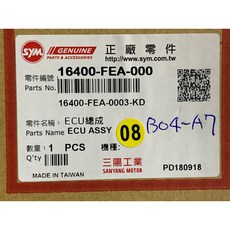 SYM GENUINE PARTS & ACCESSORIES 正廠零件 www.sym.com
零件編號: 16400-FEA-000
Parts No.
16400-FEA-0003-KD
零件名稱: ECU總成
Parts Name ECU ASSY 08 B04-A7
數量: 1 PCS 機種:
Q'ty
三陽工業
MADE IN TAIWAN SANYANG MOTOR PD180918